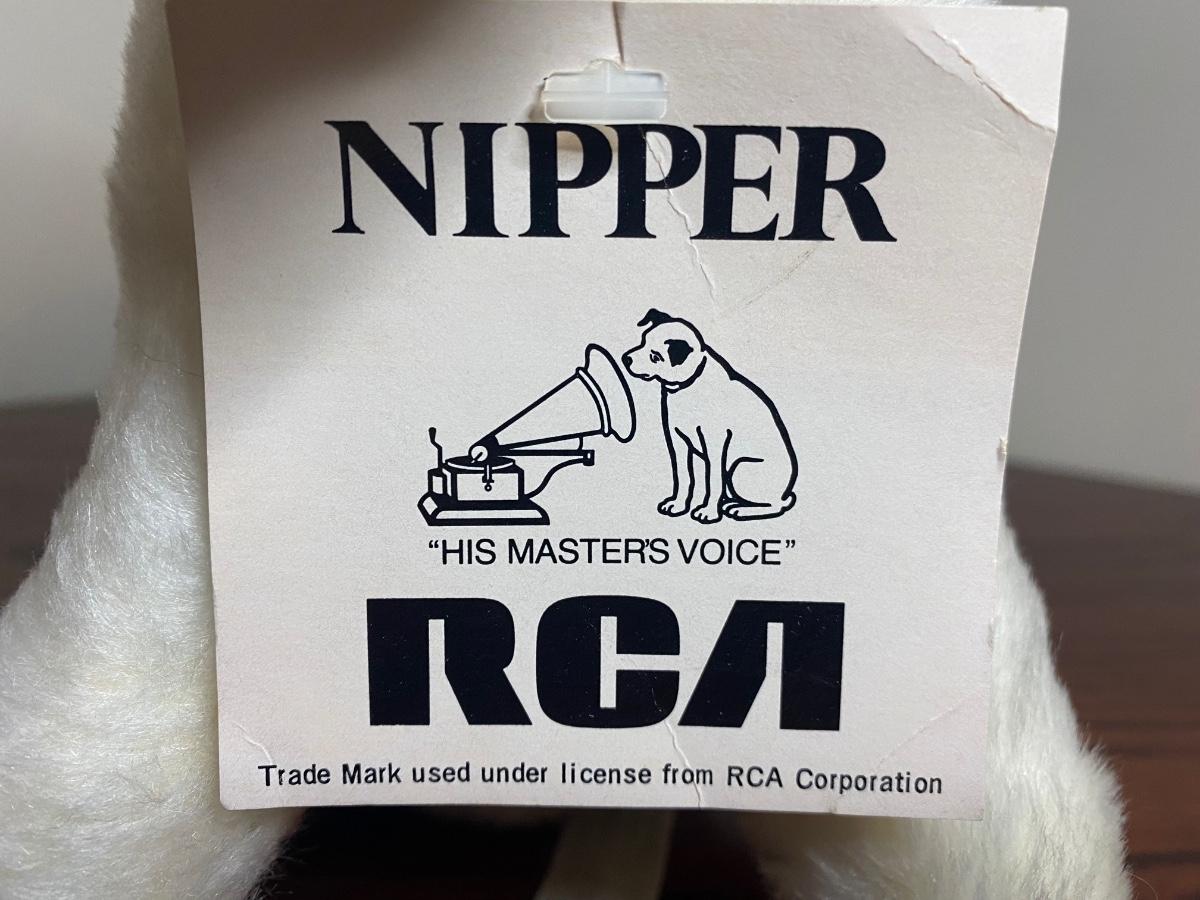 NIPPER
“HIS MASTER'S VOICE”
RCA
Trade Mark used under license from RCA Corporation